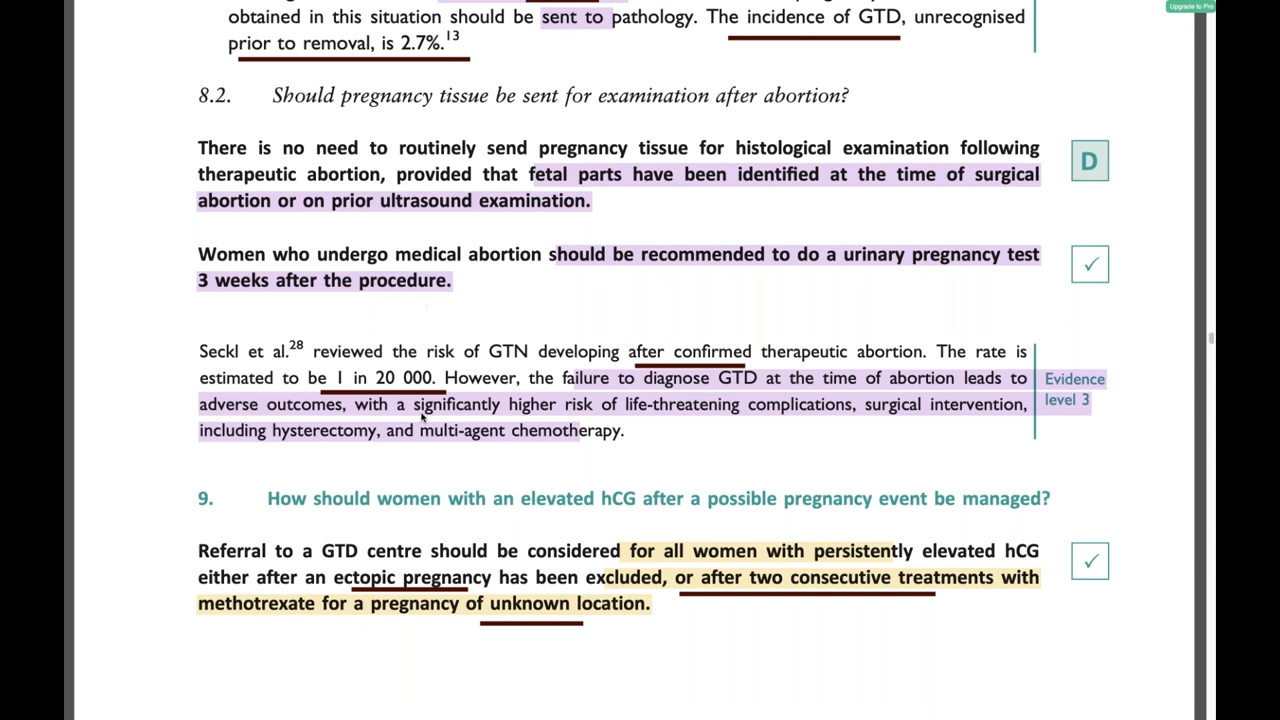 obtained in this situation should be sent to pathology. The incidence of GTD, unrecognised
prior to removal, is 2.7%.13
8.2. Should pregnancy tissue be sent for examination after abortion?
There is no need to routinely send pregnancy tissue for histological examination following
therapeutic abortion, provided that fetal parts have been identified at the time of surgical
abortion or on prior ultrasound examination.
D
Women who undergo medical abortion should be recommended to do a urinary pregnancy test
3 weeks after the procedure.
✓
Seckl et al.28 reviewed the risk of GTN developing after confirmed therapeutic abortion. The rate is
estimated to be 1 in 20 000. However, the failure to diagnose GTD at the time of abortion leads to
adverse outcomes, with a significantly higher risk of life-threatening complications, surgical intervention,
including hysterectomy, and multi-agent chemotherapy.
Evidence
level 3
9. How should women with an elevated hCG after a possible pregnancy event be managed?
Referral to a GTD centre should be considered for all women with persistently elevated hCG
either after an ectopic pregnancy has been excluded, or after two consecutive treatments with
methotrexate for a pregnancy of unknown location.
✓
Upgrade to Pro